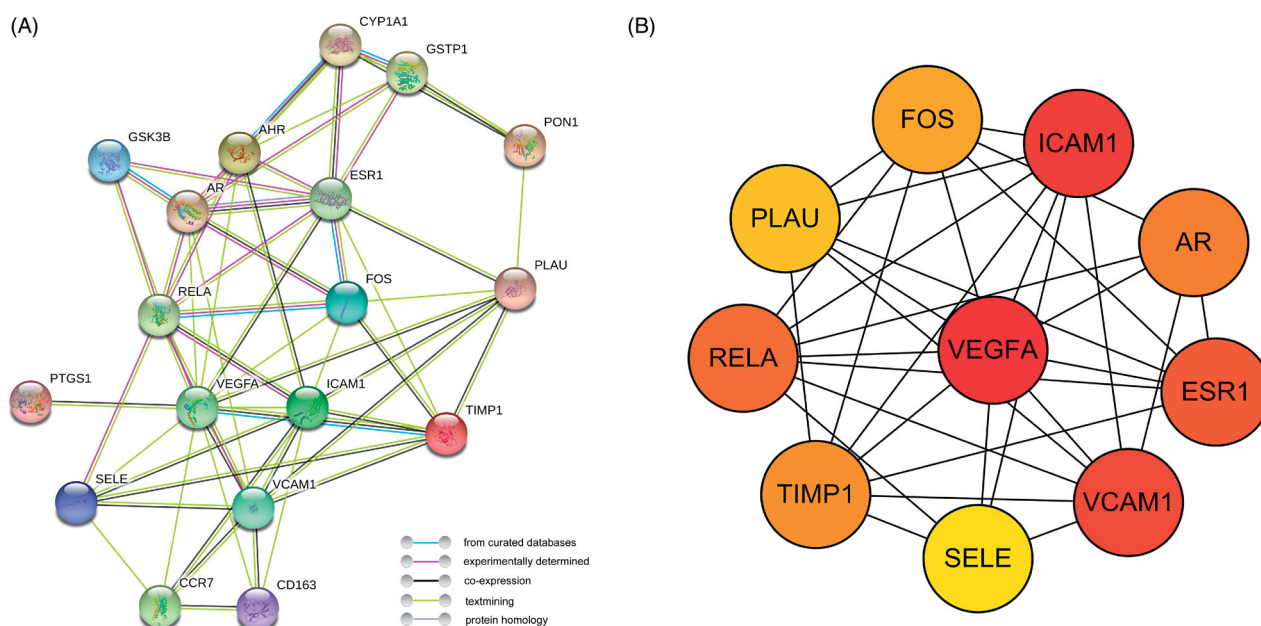 (A)
CYP1A1
GSTP1
PON1
AHR
GSK3B
AR
ESR1
PLAU
FOS
RELA
VEGFA
ICAM1
PTGS1
TIMP1
SELE
VCAM1
CCR7
CD163
from curated databases
experimentally determined
co-expression
textmining
protein homology
(B)
FOS
ICAM1
PLAU
AR
VEGFA
RELA
ESR1
TIMP1
VCAM1
SELE